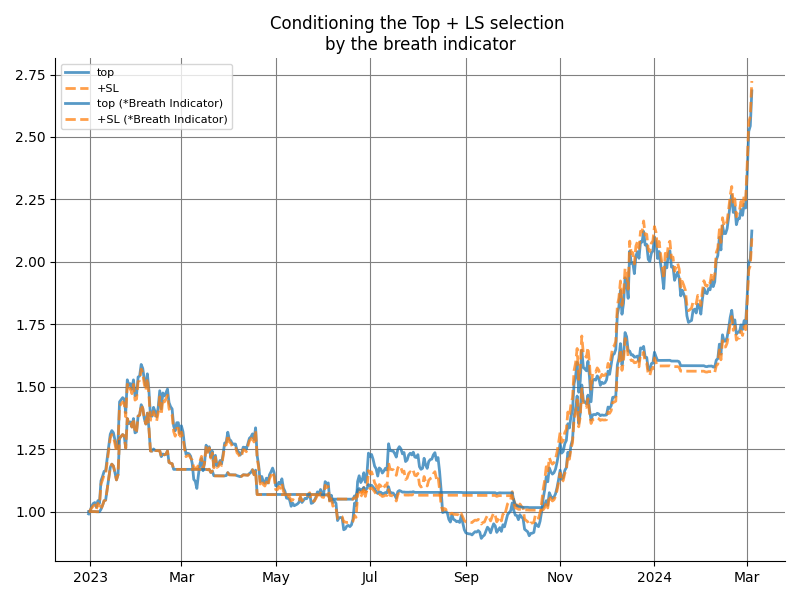 Conditioning the Top + LS selection
by the breath indicator
top
+SL
top (*Breath Indicator)
+SL (*Breath Indicator)
2.75
2.50
2.25
2.00
1.75
1.50
1.25
1.00
2023 Mar May Jul Sep Nov 2024 Mar